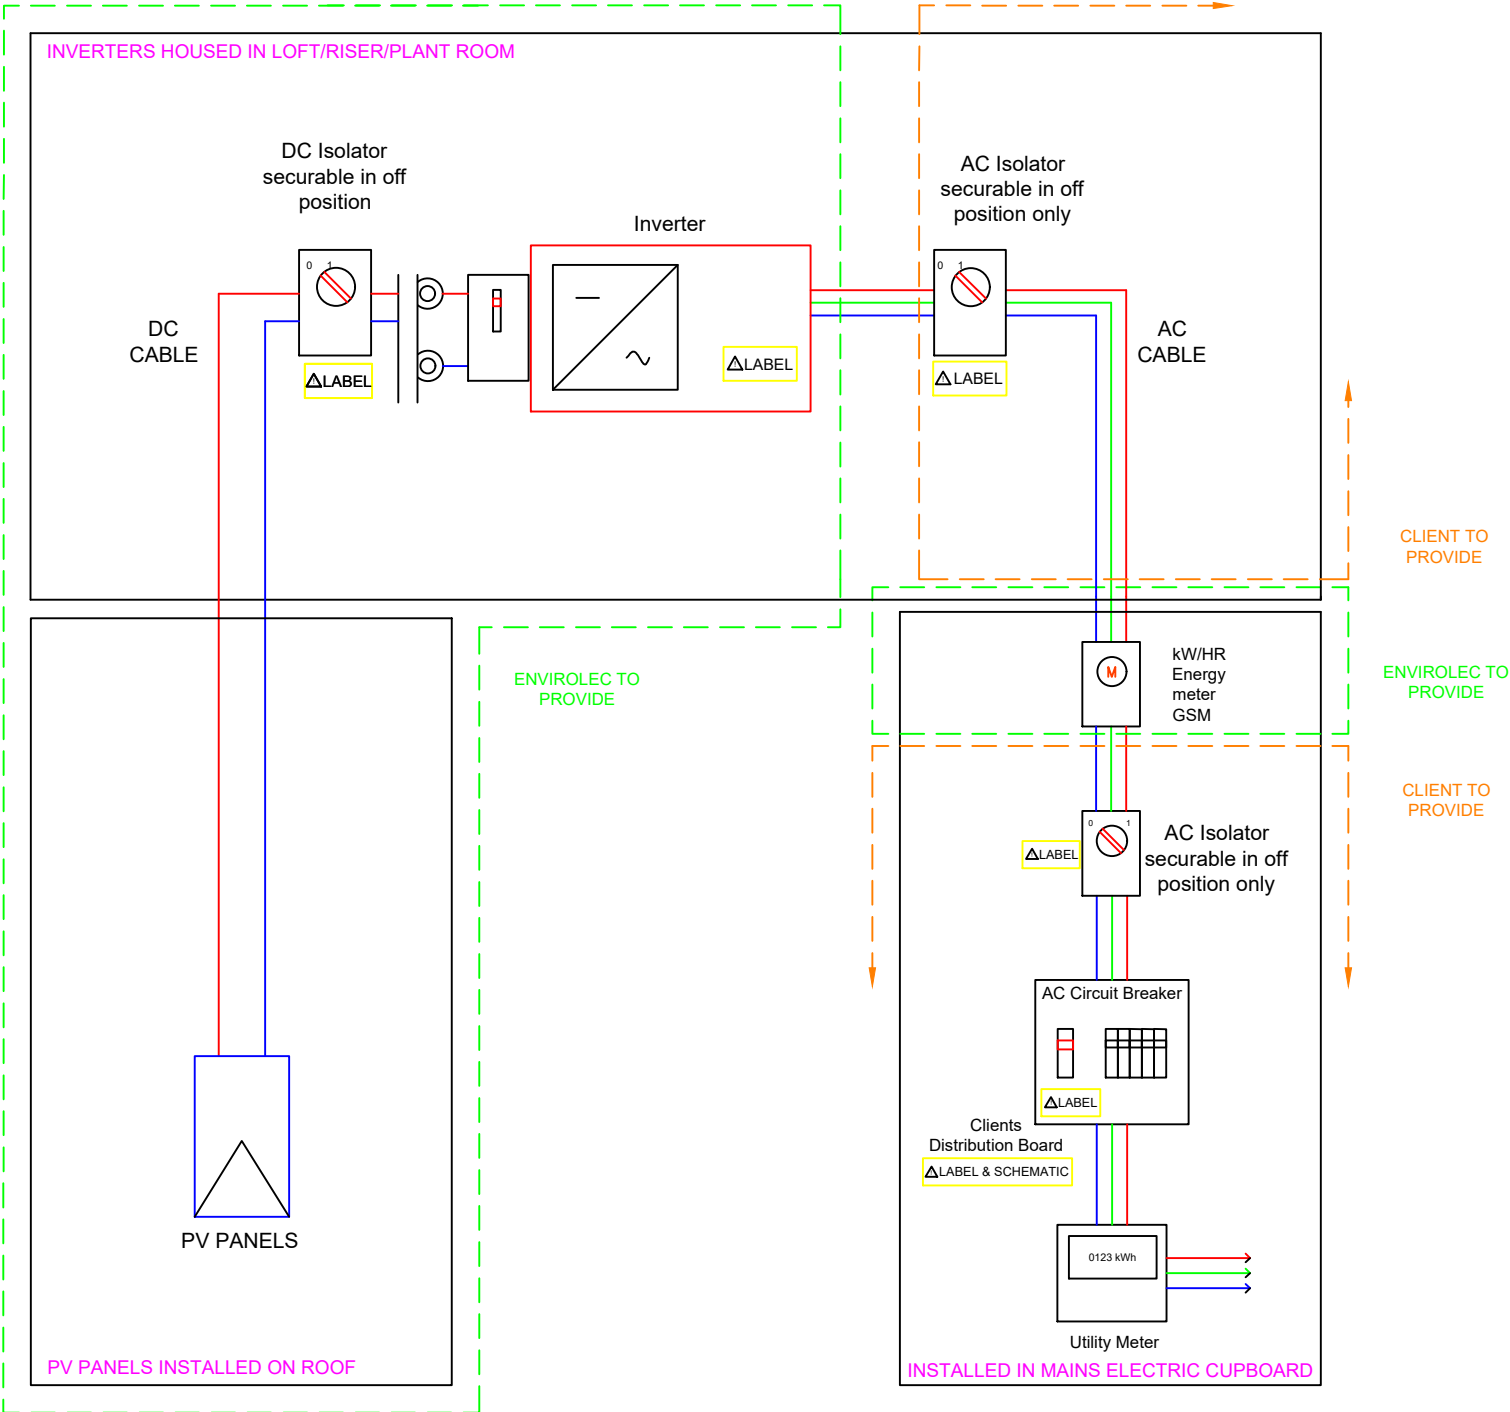 INVERTERS HOUSED IN LOFT/RISER/PLANT ROOM
DC Isolator
securable in off
position
AC Isolator
securable in off
position only
Inverter
0 1
0 1
DC
CABLE
AC
CABLE
LABEL
LABEL
LABEL
CLIENT TO
PROVIDE
ENVIROLEC TO
PROVIDE
M
kW/HR
Energy
meter
GSM
ENVIROLEC TO
PROVIDE
CLIENT TO
PROVIDE
0 1
LABEL
AC Isolator
securable in off
position only
AC Circuit Breaker
LABEL
Clients
Distribution Board
LABEL & SCHEMATIC
PV PANELS
0123 kWh
Utility Meter
PV PANELS INSTALLED ON ROOF
INSTALLED IN MAINS ELECTRIC CUPBOARD